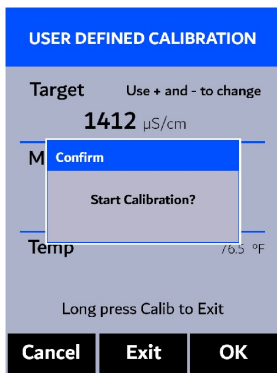 USER DEFINED CALIBRATION
Target Use + and - to change
1412 µS/cm
M
Confirm
Start Calibration?
Temp 76.5 °F
Long press Calib to Exit
Cancel Exit OK